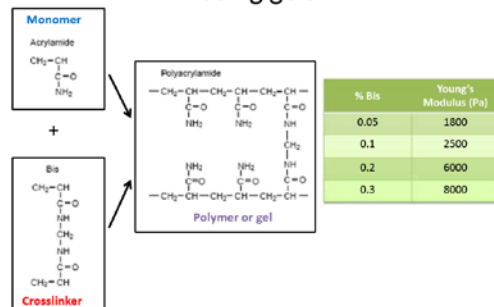 Monomer
Acrylamide
CH₂—CH
C=O
NH₂
+
Bis
CH₂—CH
C=O
NH
CH₂
NH
C=O
CH₂—CH
Crosslinker
Polyacrylamide
—CH₂—CH—CH₂—CH—CH₂—CH—
C=O C=O C=O
NH₂ NH₂ NH
CH₂
NH₂ NH₂ NH
C=O C=O C=O
—CH₂—CH—CH₂—CH—CH₂—CH—
Polymer or gel
% Bis Young's Modulus (Pa)
0.05 1800
0.1 2500
0.2 6000
0.3 8000